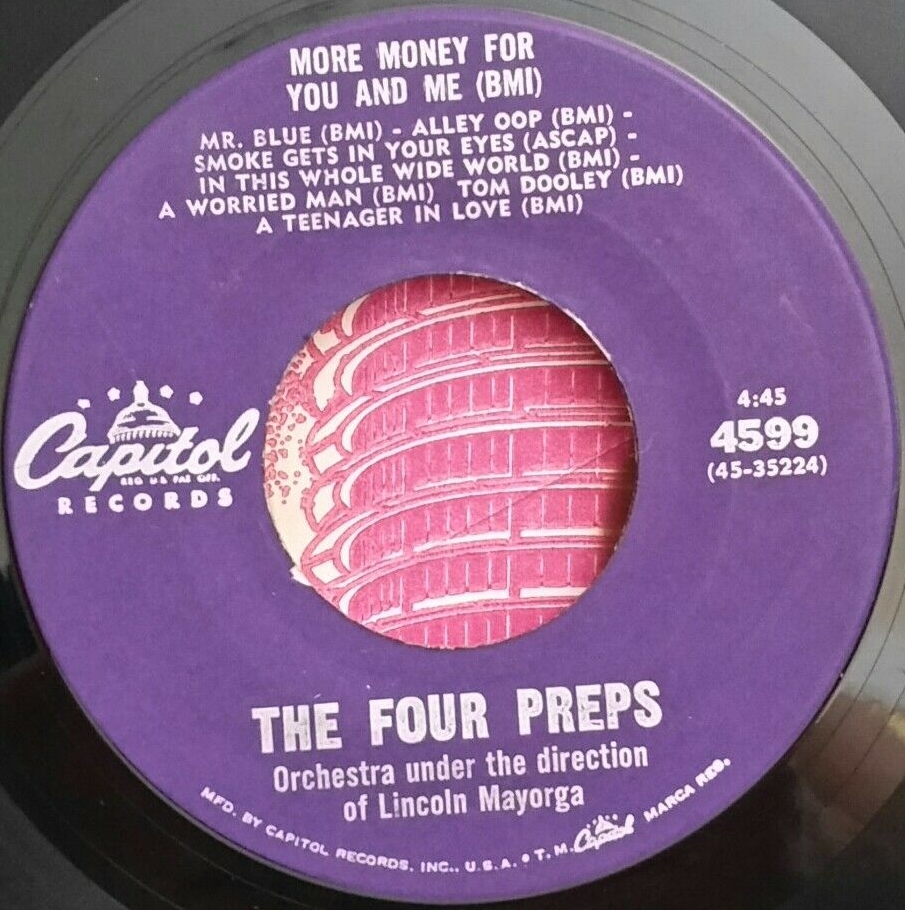 MORE MONEY FOR
YOU AND ME (BMI)
MR. BLUE (BMI) - ALLEY OOP (BMI) -
SMOKE GETS IN YOUR EYES (ASCAP) -
IN THIS WHOLE WIDE WORLD (BMI) -
A WORRIED MAN (BMI) TOM DOOLEY (BMI)
A TEENAGER IN LOVE (BMI)
Capitol
REG. U.S. PAT. OFF.
RECORDS
4:45
4599
(45-35224)
THE FOUR PREPS
Orchestra under the direction
of Lincoln Mayorga
MFD. BY CAPITOL RECORDS, INC., U.S.A. • T.M. Capitol MARCA REG.